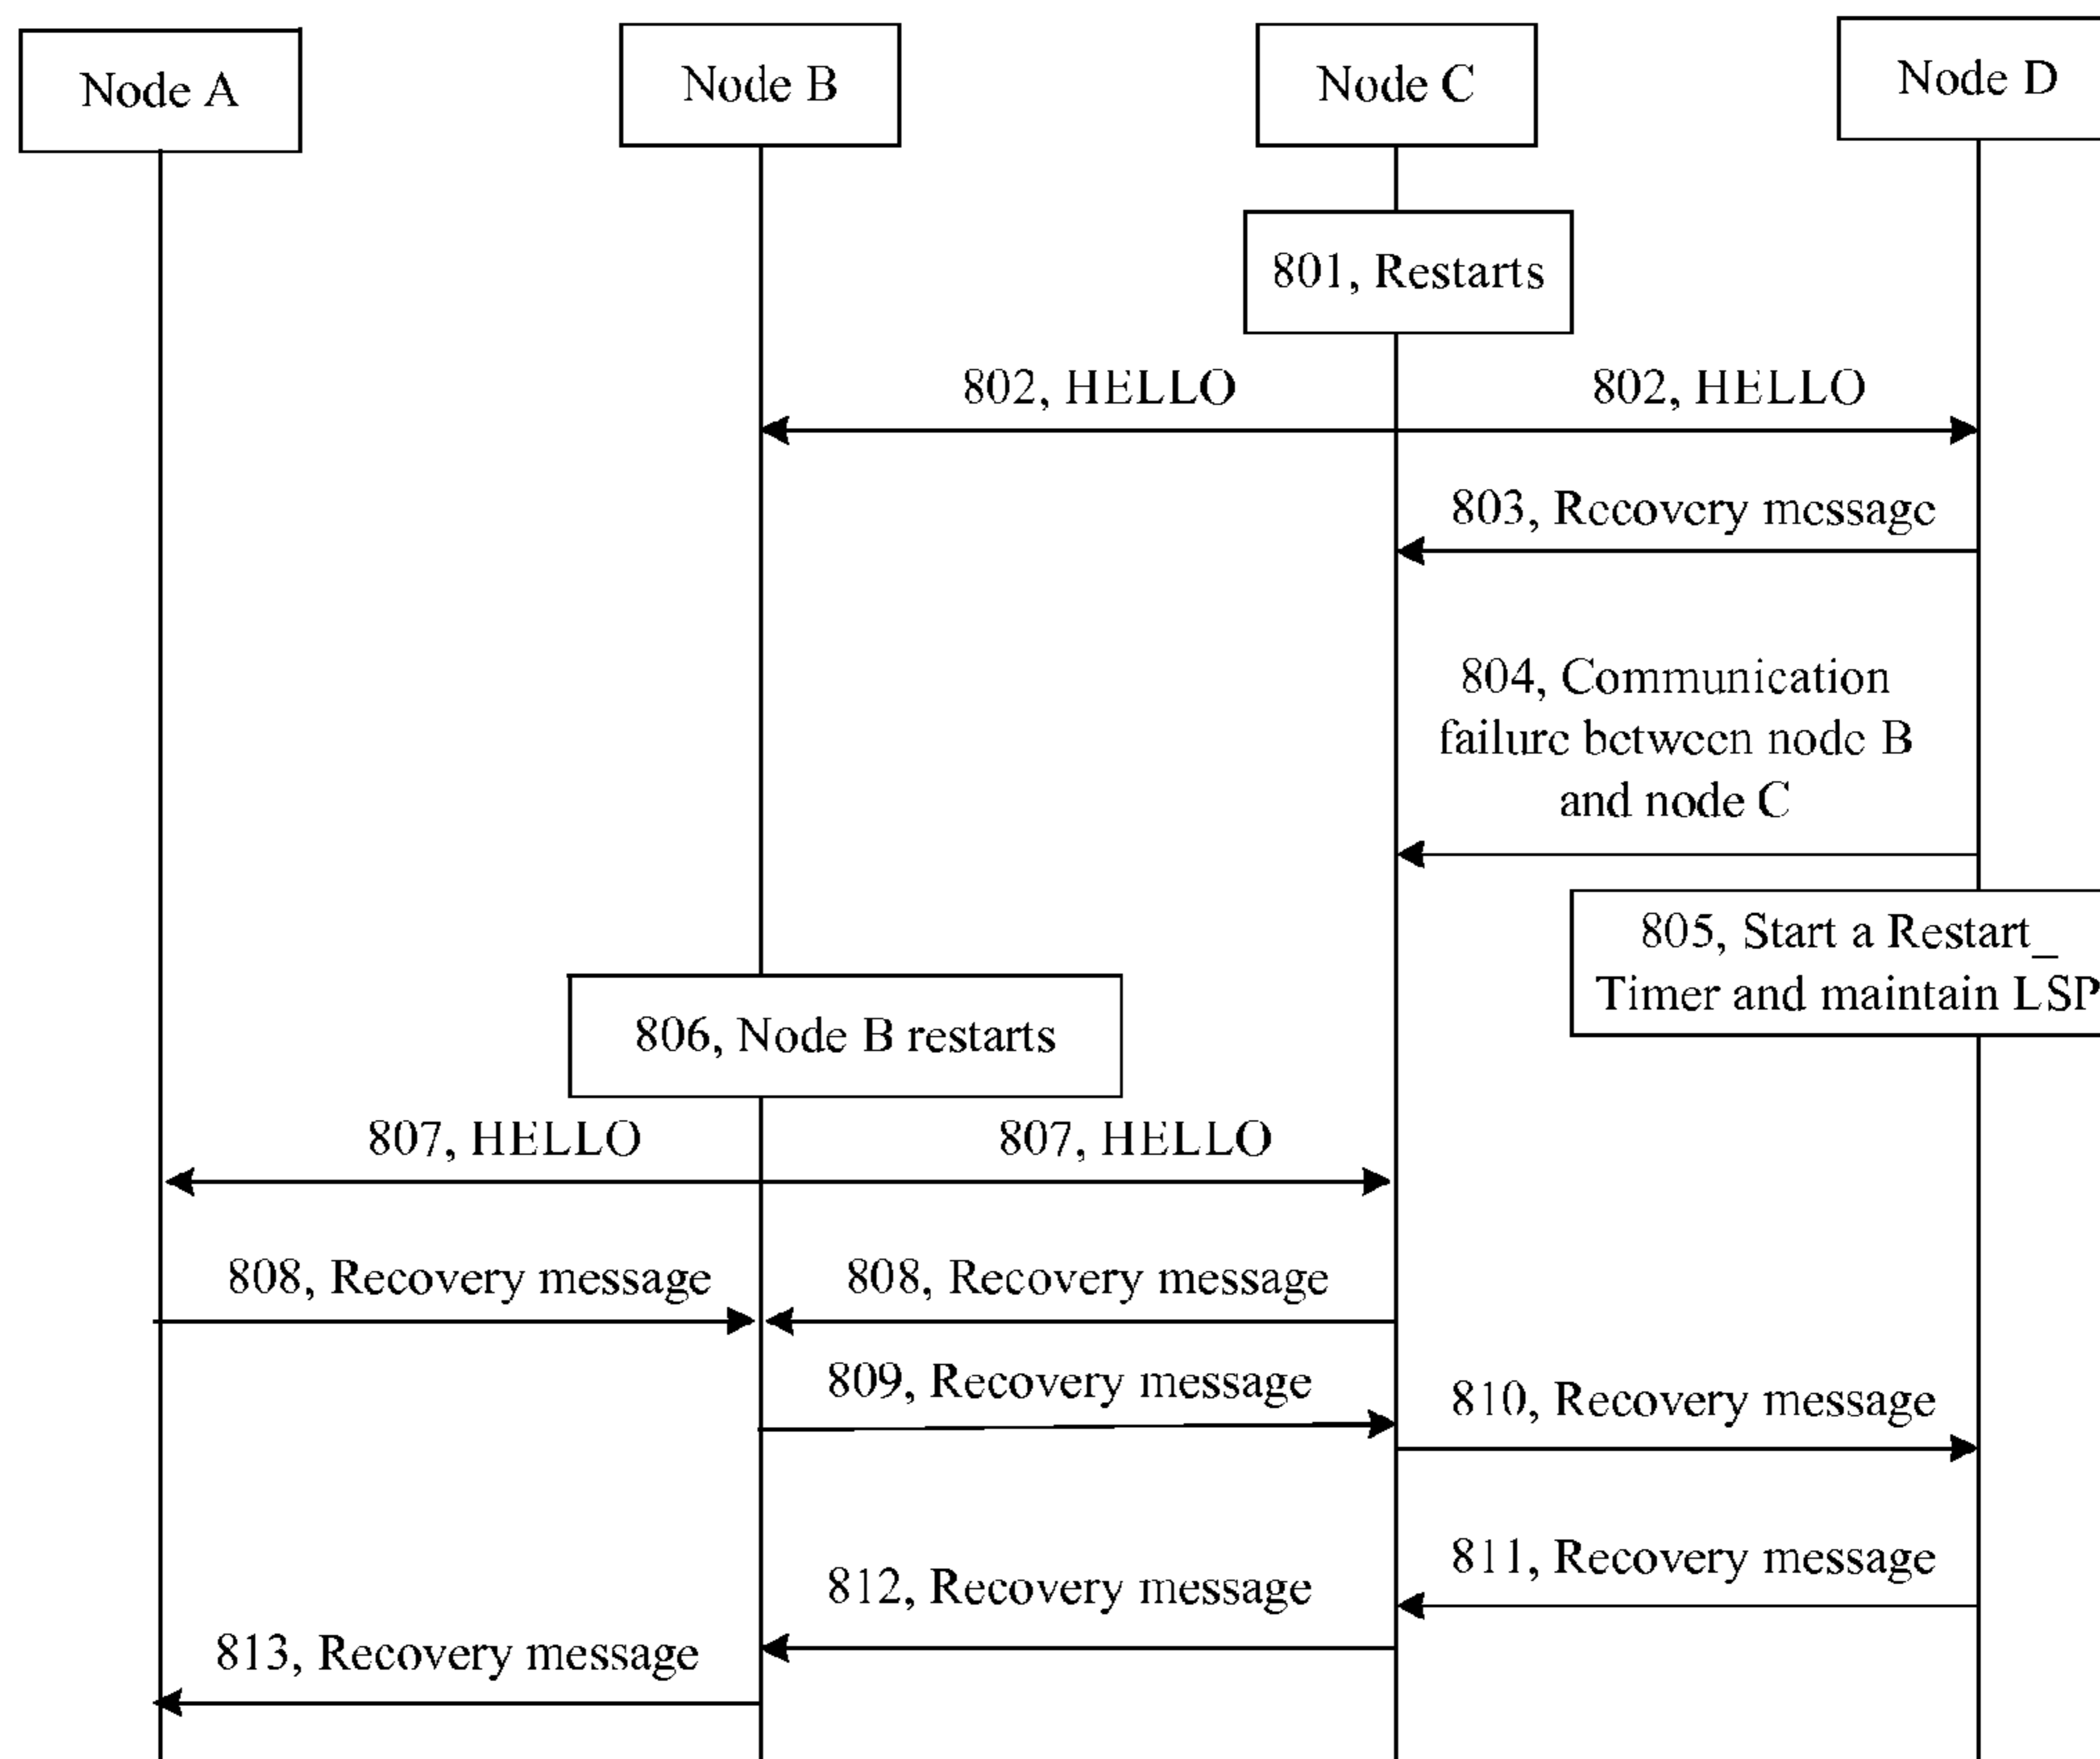 Node A
Node B
Node C
Node D
801, Restarts
802, HELLO
802, HELLO
803, Recovery message
804, Communication
failure between node B
and node C
805, Start a Restart_
Timer and maintain LSP
806, Node B restarts
807, HELLO
807, HELLO
808, Recovery message
808, Recovery message
809, Recovery message
810, Recovery message
811, Recovery message
812, Recovery message
813, Recovery message